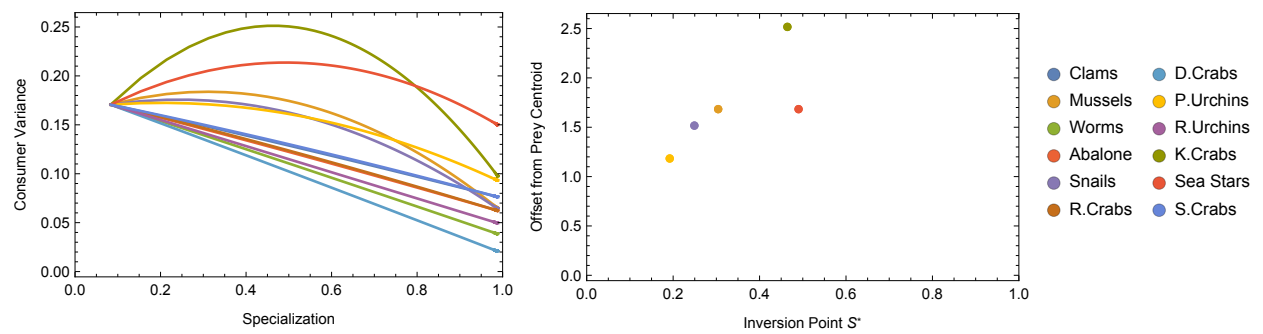 Consumer Variance
0.25
0.20
0.15
0.10
0.05
0.00
0.0 0.2 0.4 0.6 0.8 1.0
Specialization
Offset from Prey Centroid
2.5
2.0
1.5
1.0
0.5
0.0
0.0 0.2 0.4 0.6 0.8 1.0
Inversion Point S*
Clams
Mussels
Worms
Abalone
Snails
R.Crabs
D.Crabs
P.Urchins
R.Urchins
K.Crabs
Sea Stars
S.Crabs